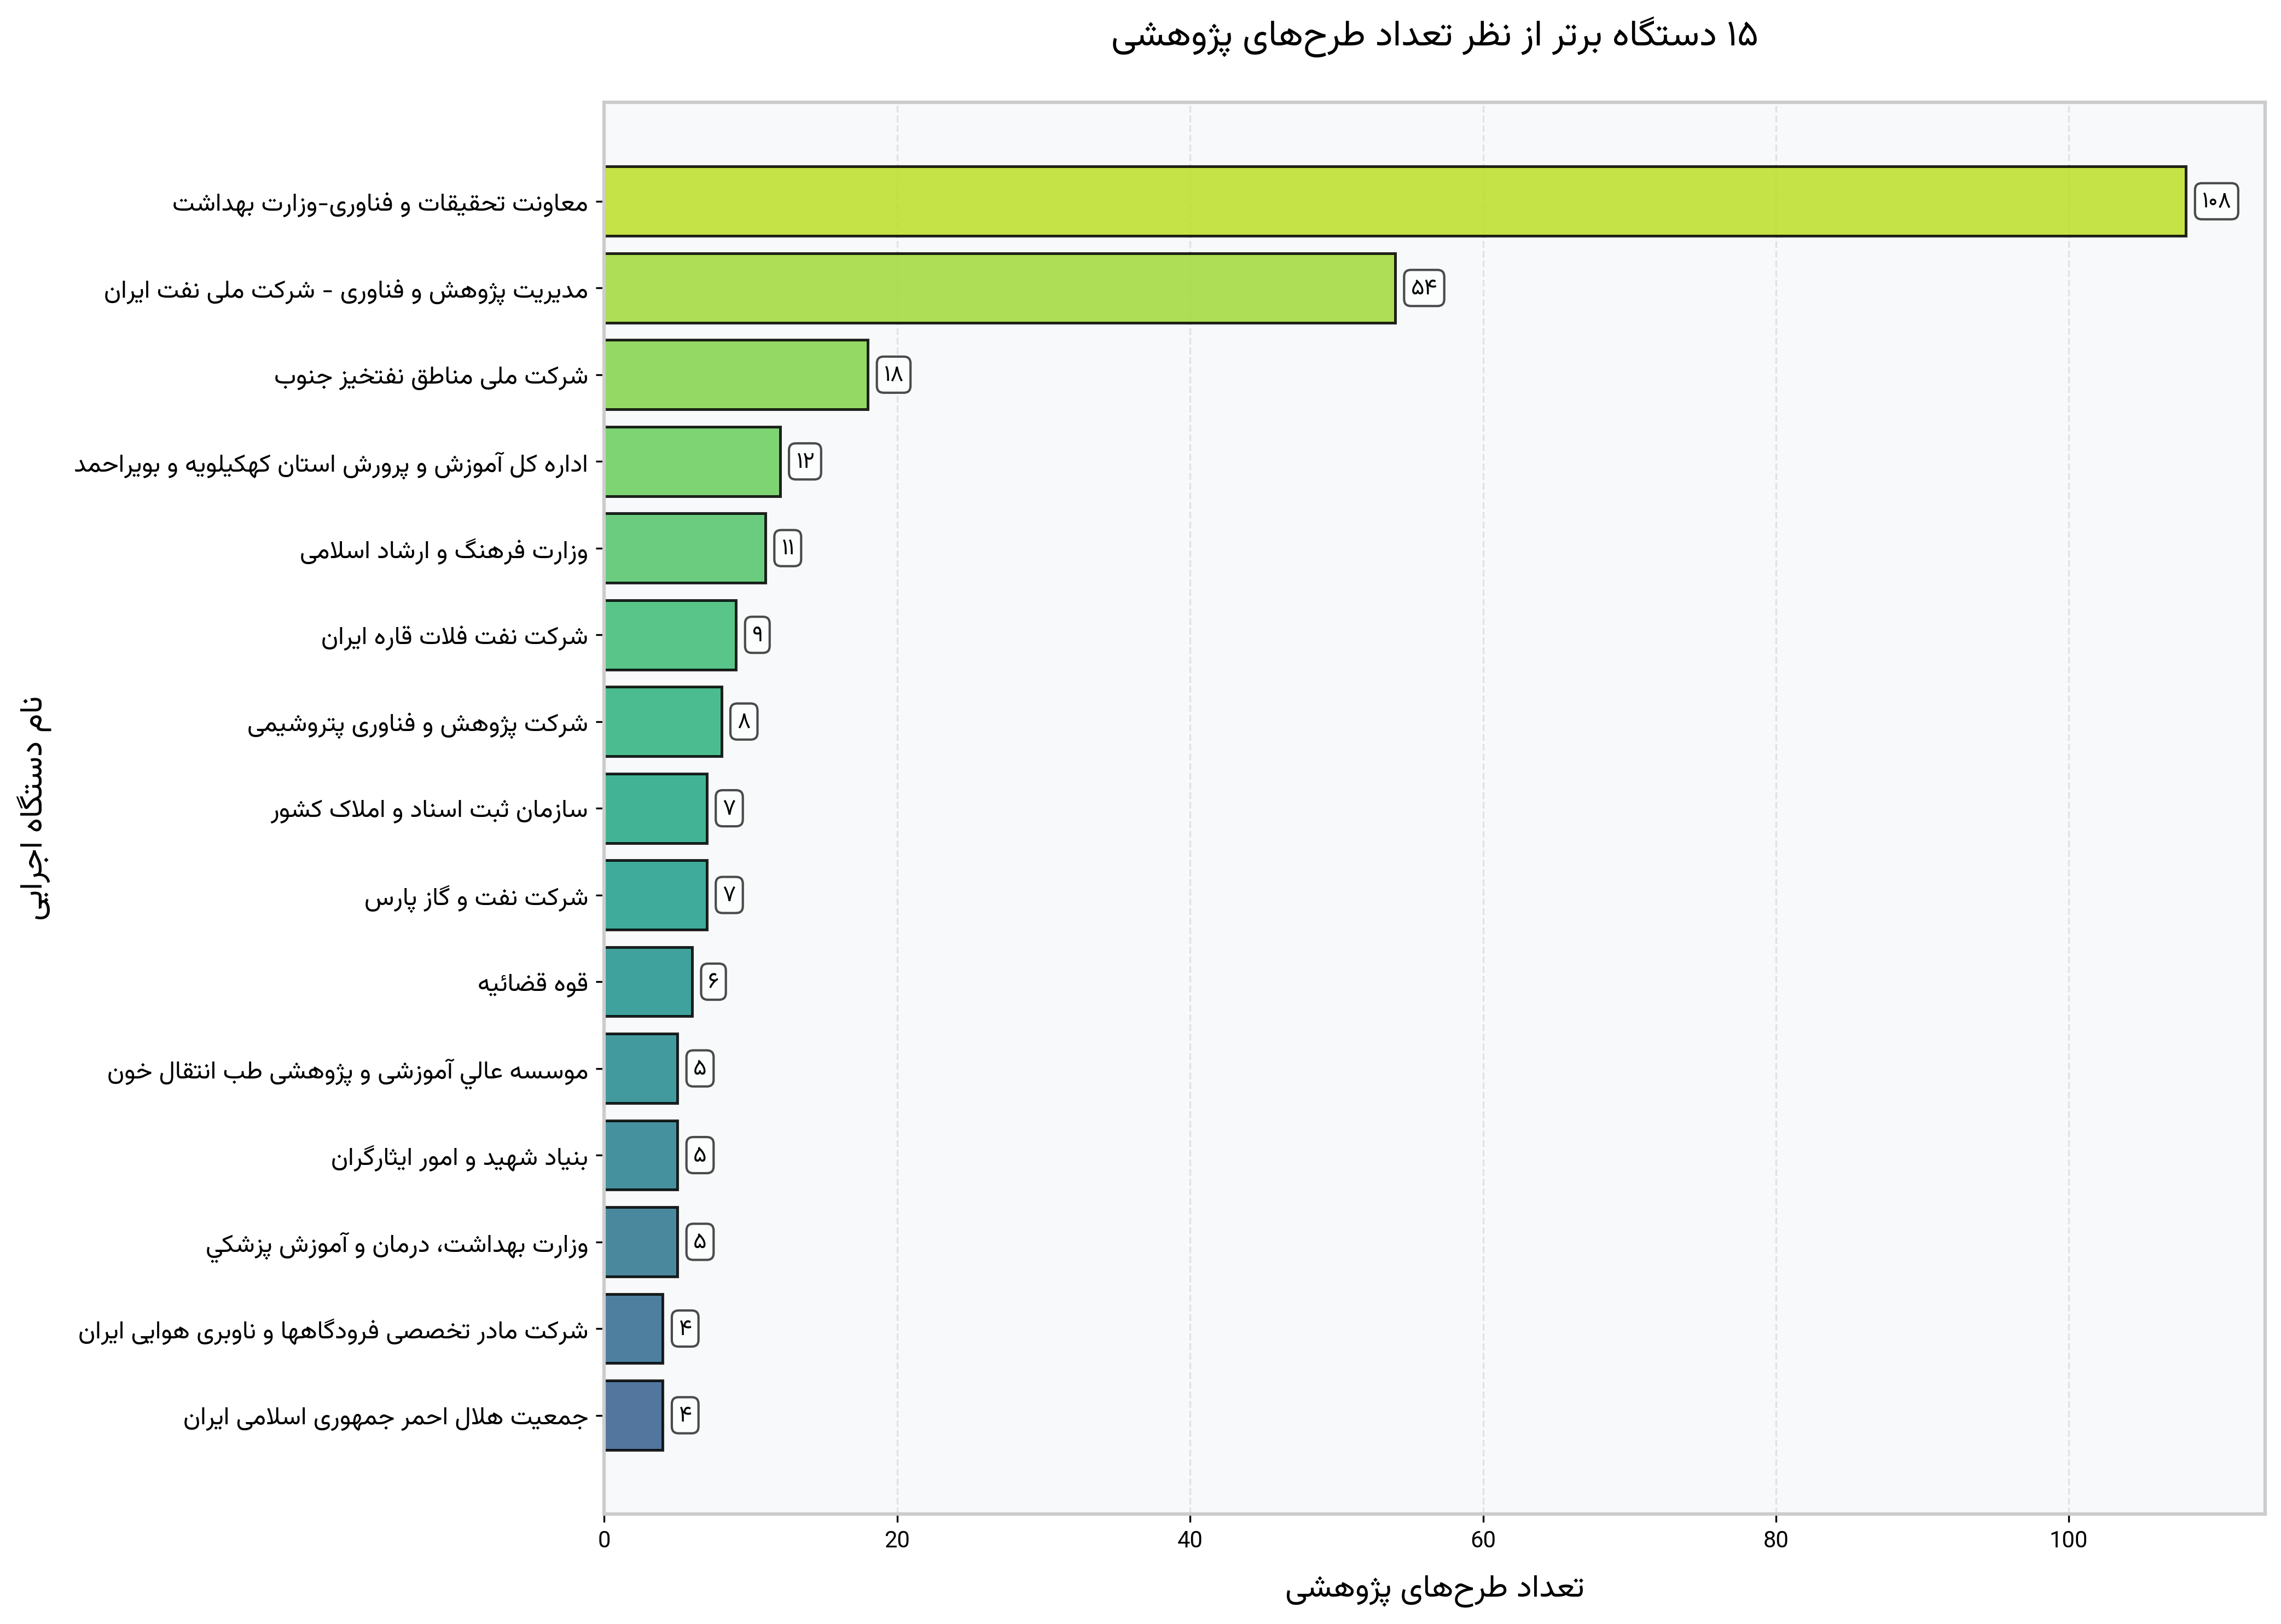 ۱۵ دستگاه برتر از نظر تعداد طرح‌های پژوهشی
معاونت تحقیقات و فناوری-وزارت بهداشت ۱۰۸
مدیریت پژوهش و فناوری - شرکت ملی نفت ایران ۵۴
شرکت ملی مناطق نفتخیز جنوب ۱۸
اداره کل آموزش و پرورش استان کهکیلویه و بویراحمد ۱۲
وزارت فرهنگ و ارشاد اسلامی ۱۱
شرکت نفت فلات قاره ایران ۹
شرکت پژوهش و فناوری پتروشیمی ۸
سازمان ثبت اسناد و املاک کشور ۷
شرکت نفت و گاز پارس ۷
قوه قضائیه ۶
موسسه عالي آموزشی و پژوهشی طب انتقال خون ۵
بنیاد شهید و امور ایثارگران ۵
وزارت بهداشت، درمان و آموزش پزشكي ۵
شرکت مادر تخصصی فرودگاهها و ناوبری هوایی ایران ۴
جمعیت هلال احمر جمهوری اسلامی ایران ۴
نام دستگاه اجرایی
0 20 40 60 80 100
تعداد طرح‌های پژوهشی